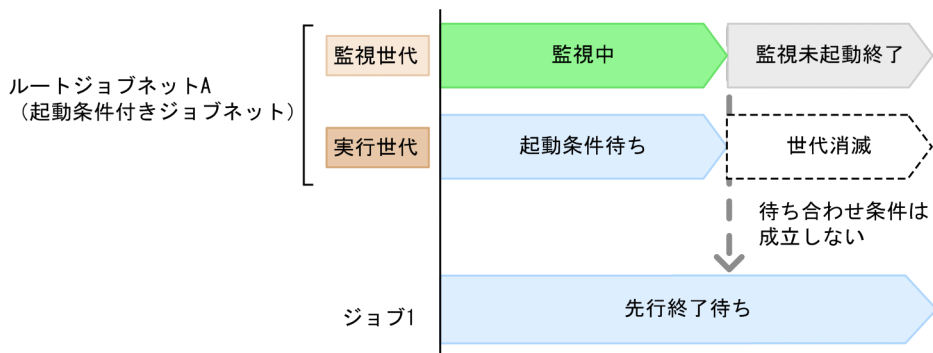 監視世代
監視中
監視未起動終了
ルートジョブネットA
（起動条件付きジョブネット）
実行世代
起動条件待ち
世代消滅
待ち合わせ条件は
成立しない
ジョブ1
先行終了待ち